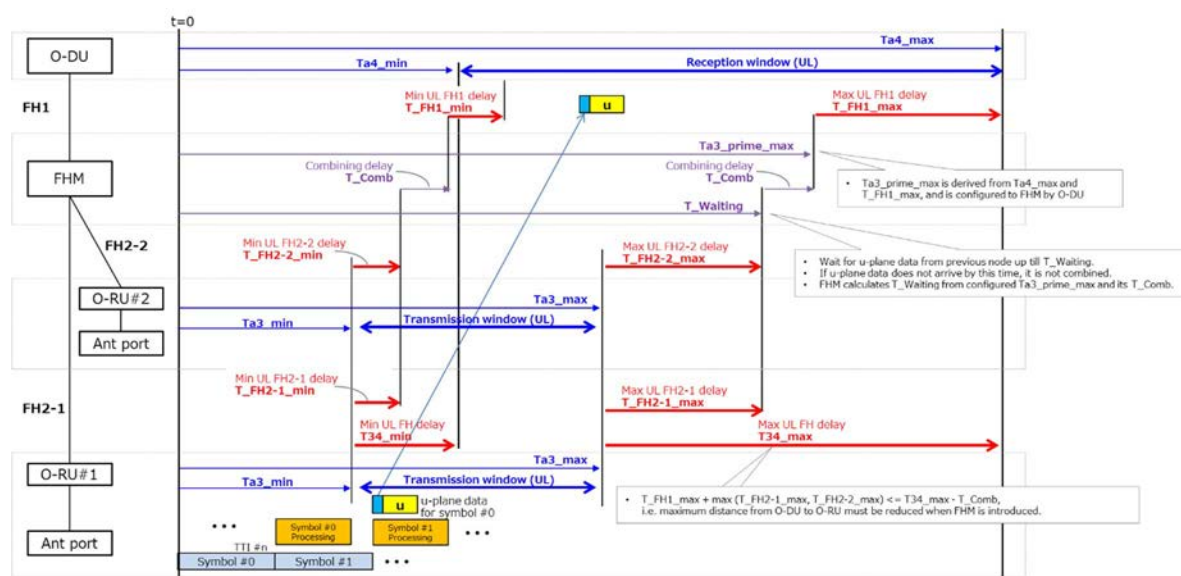 t=0
O-DU
Ta4_max
Ta4_min
Reception window (UL)
FH1
Min UL FH1 delay
T_FH1_min
u
Max UL FH1 delay
T_FH1_max
Ta3_prime_max
FHM
Combining delay
T_Comb
Combining delay
T_Comb
• Ta3_prime_max is derived from Ta4_max and
T_FH1_max, and is configured to FHM by O-DU
T_Waiting
FH2-2
Min UL FH2-2 delay
T_FH2-2_min
Max UL FH2-2 delay
T_FH2-2_max
• Wait for u-plane data from previous node up till T_Waiting.
• If u-plane data does not arrive by this time, it is not combined.
• FHM calculates T_Waiting from configured Ta3_prime_max and its T_Comb.
O-RU#2
Ta3_max
Ta3_min
Transmission window (UL)
Ant port
Min UL FH2-1 delay
T_FH2-1_min
Max UL FH2-1 delay
T_FH2-1_max
FH2-1
Min UL FH delay
T34_min
Max UL FH delay
T34_max
O-RU#1
Ta3_max
Ta3_min
Transmission window (UL)
u
u-plane data
for symbol #0
• T_FH1_max + max (T_FH2-1_max, T_FH2-2_max) <= T34_max - T_Comb,
i.e. maximum distance from O-DU to O-RU must be reduced when FHM is introduced.
• • •
Symbol #0
Processing
Symbol #1
Processing
• • •
Ant port
TTI #n
Symbol #0
Symbol #1
• • •